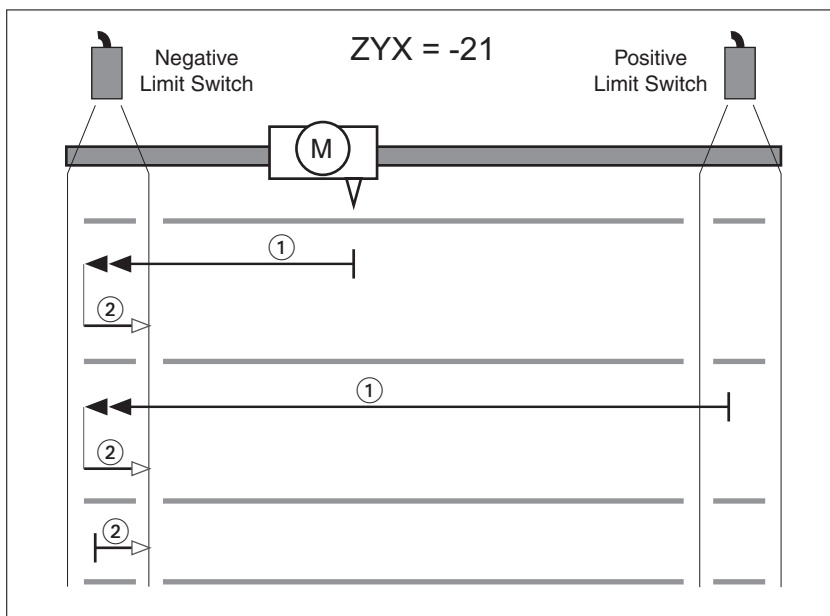 ZYX = -21
Negative
Limit Switch
Positive
Limit Switch
M
1
2
1
2
2